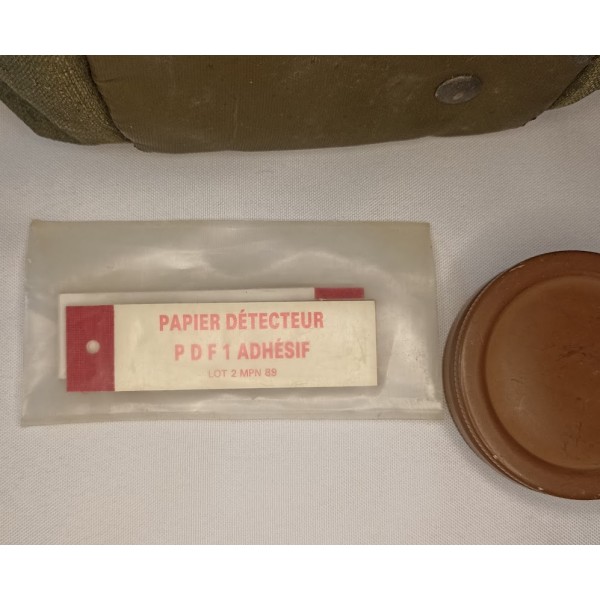 PAPIER DÉTECTEUR
P D F 1 ADHÉSIF
LOT 2 MPN 89